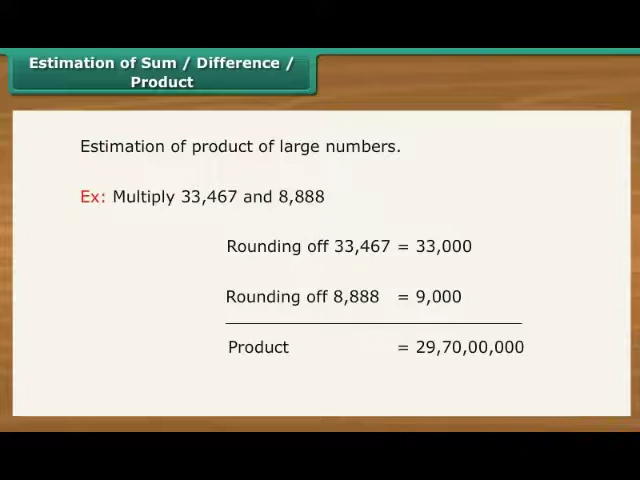 Estimation of Sum / Difference /
Product
Estimation of product of large numbers.
Ex: Multiply 33,467 and 8,888
Rounding off 33,467 = 33,000
Rounding off 8,888 = 9,000
Product = 29,70,00,000